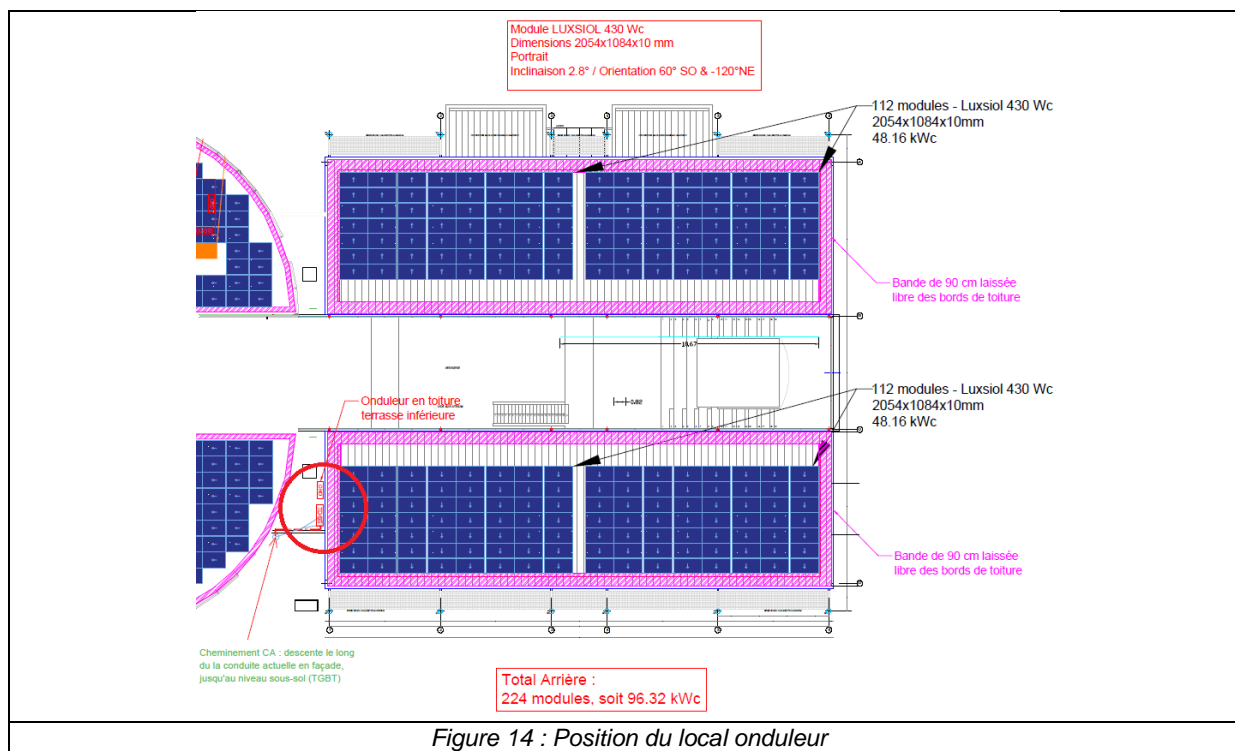 Module LUXSIOL 430 Wc
Dimensions 2054x1084x10 mm
Portrait
Inclinaison 2.8° / Orientation 60° SO & -120°NE
112 modules - Luxsiol 430 Wc
2054x1084x10mm
48.16 kWc
Bande de 90 cm laissée
libre des bords de toiture
Onduleur en toiture
terrasse inférieure
112 modules - Luxsiol 430 Wc
2054x1084x10mm
48.16 kWc
Bande de 90 cm laissée
libre des bords de toiture
Cheminement CA : descente le long
du la conduite actuelle en façade,
jusqu'au niveau sous-sol (TGBT)
Total Arrière :
224 modules, soit 96.32 kWc
Figure 14 : Position du local onduleur